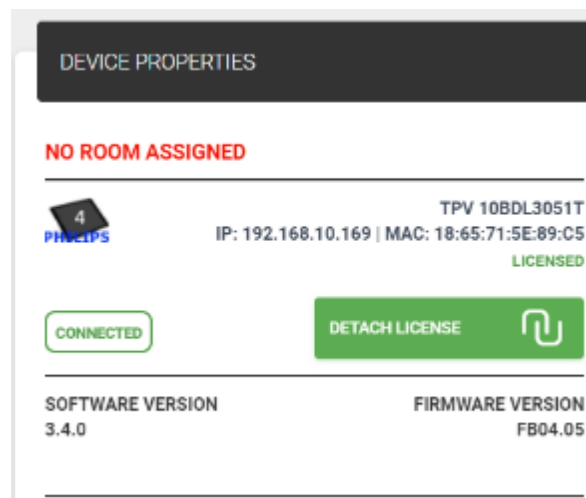 DEVICE PROPERTIES
NO ROOM ASSIGNED
4
PHILIPS
TPV 10BDL3051T
IP: 192.168.10.169 | MAC: 18:65:71:5E:89:C5
LICENSED
CONNECTED
DETACH LICENSE
SOFTWARE VERSION
3.4.0
FIRMWARE VERSION
FB04.05